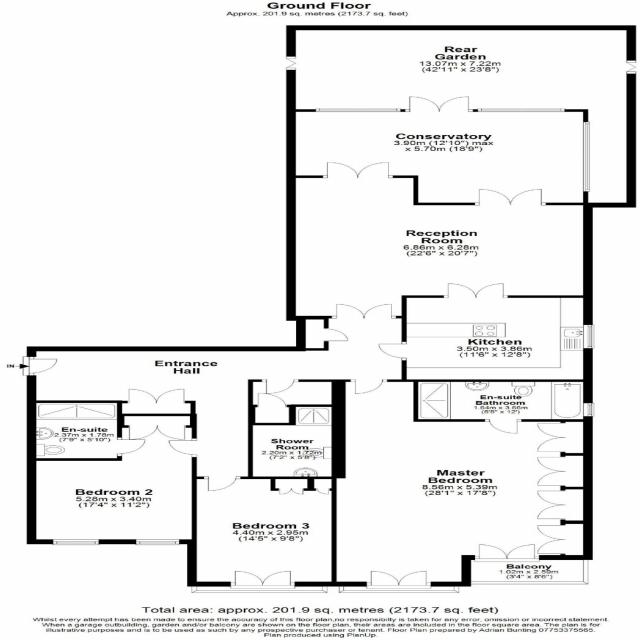 Ground Floor
Approx. 201.9 sq. metres (2173.7 sq. feet)
Rear
Garden
13.07m x 7.22m
(42'11" x 23'8")
Conservatory
3.90m (12'10") max
x 5.70m (18'9")
Reception
Room
6.86m x 6.28m
(22'6" x 20'7")
Kitchen
3.50m x 3.86m
(11'6" x 12'8")
IN
Entrance
Hall
En-suite
Bathroom
1.64m x 3.66m
(5'5" x 12')
En-suite
2.37m x 1.78m
(7'9" x 5'10")
Shower
Room
2.20m x 1.72m
(7'2" x 5'8")
Master
Bedroom
8.56m x 5.39m
(28'1" x 17'8")
Bedroom 2
5.28m x 3.40m
(17'4" x 11'2")
Bedroom 3
4.40m x 2.95m
(14'5" x 9'8")
Balcony
1.02m x 2.59m
(3'4" x 8'6")
Total area: approx. 201.9 sq. metres (2173.7 sq. feet)
Whilst every attempt has been made to ensure the accuracy of this floor plan,no responsibility is taken for any error, omission or incorrect statement.
When a garage outbuilding, garden and/or balcony are shown on the floor plan, their areas are included in the floor square area. The plan is for
illustrative purposes and is to be used as such by any prospective purchaser or tenant. Floor Plan prepared by Adrian Bunting 07753375565.
Plan produced using PlanUp.